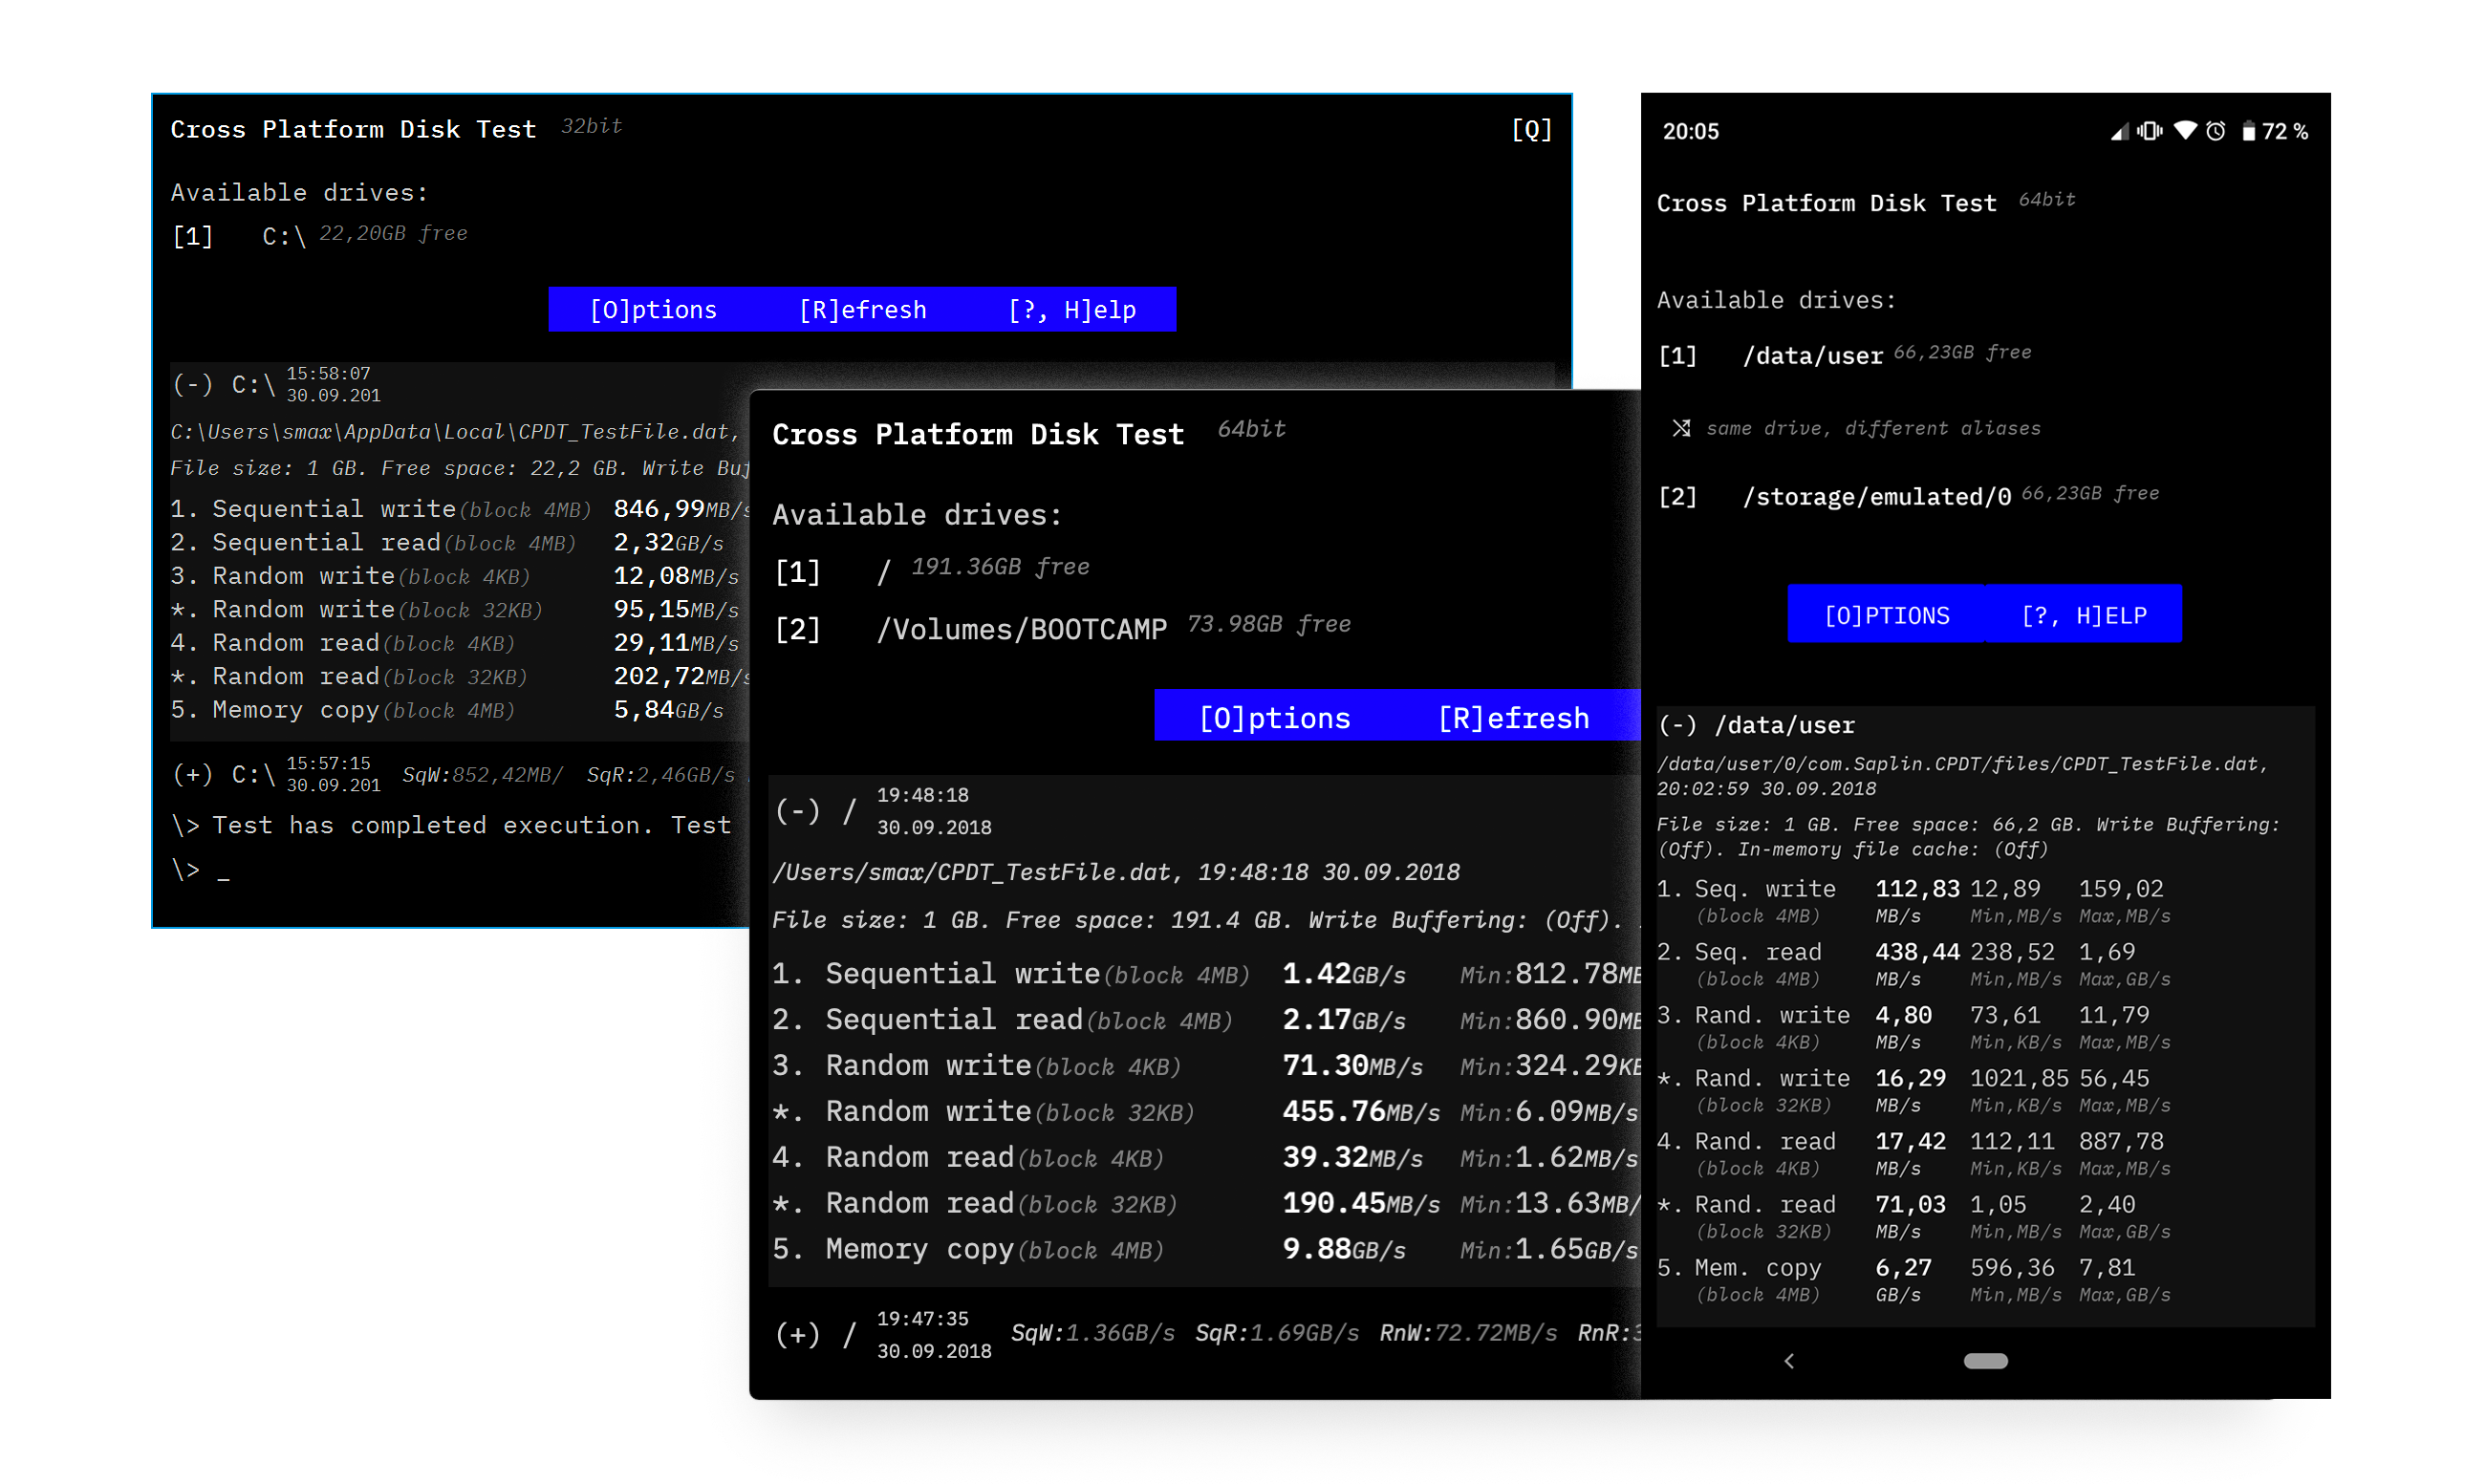 Cross Platform Disk Test 32bit [Q]
Available drives:
[1] C:\ 22,20GB free
[O]ptions [R]efresh [?, H]elp
(-) C:\ 15:58:07
30.09.201
C:\Users\smax\AppData\Local\CPDT_TestFile.dat,
File size: 1 GB. Free space: 22,2 GB. Write
1. Sequential write(block 4MB) 846,99MB/s
2. Sequential read(block 4MB) 2,32GB/s
3. Random write(block 4KB) 12,08MB/s
*. Random write(block 32KB) 95,15MB/s
4. Random read(block 4KB) 29,11MB/s
*. Random read(block 32KB) 202,72MB/s
5. Memory copy(block 4MB) 5,84GB/s
(+) C:\ 15:57:15
30.09.201 SqW:852,42MB/ SqR:2,46GB/s
\> Test has completed execution. Test
\> _
Cross Platform Disk Test 64bit
Available drives:
[1] / 191.36GB free
[2] /Volumes/BOOTCAMP 73.98GB free
[O]ptions [R]efresh
(-) / 19:48:18
30.09.2018
/Users/smax/CPDT_TestFile.dat, 19:48:18 30.09.2018
File size: 1 GB. Free space: 191.4 GB. Write Buffering: (Off).
1. Sequential write(block 4MB) 1.42GB/s Min:812.78MB
2. Sequential read(block 4MB) 2.17GB/s Min:860.90MB
3. Random write(block 4KB) 71.30MB/s Min:324.29KB
*. Random write(block 32KB) 455.76MB/s Min:6.09MB/s
4. Random read(block 4KB) 39.32MB/s Min:1.62MB/s
*. Random read(block 32KB) 190.45MB/s Min:13.63MB/
5. Memory copy(block 4MB) 9.88GB/s Min:1.65GB/s
(+) / 19:47:35
30.09.2018 SqW:1.36GB/s SqR:1.69GB/s RnW:72.72MB/s RnR:
20:05 72 %
Cross Platform Disk Test 64bit
Available drives:
[1] /data/user 66,23GB free
same drive, different aliases
[2] /storage/emulated/0 66,23GB free
[O]PTIONS [?, H]ELP
(-) /data/user
/data/user/0/com.Saplin.CPDT/files/CPDT_TestFile.dat,
20:02:59 30.09.2018
File size: 1 GB. Free space: 66,2 GB. Write Buffering:
(Off). In-memory file cache: (Off)
1. Seq. write 112,83 12,89 159,02
(block 4MB) MB/s Min,MB/s Max,MB/s
2. Seq. read 438,44 238,52 1,69
(block 4MB) MB/s Min,MB/s Max,GB/s
3. Rand. write 4,80 73,61 11,79
(block 4KB) MB/s Min,KB/s Max,MB/s
*. Rand. write 16,29 1021,85 56,45
(block 32KB) MB/s Min,KB/s Max,MB/s
4. Rand. read 17,42 112,11 887,78
(block 4KB) MB/s Min,KB/s Max,MB/s
*. Rand. read 71,03 1,05 2,40
(block 32KB) MB/s Min,MB/s Max,GB/s
5. Mem. copy 6,27 596,36 7,81
(block 4MB) GB/s Min,MB/s Max,GB/s